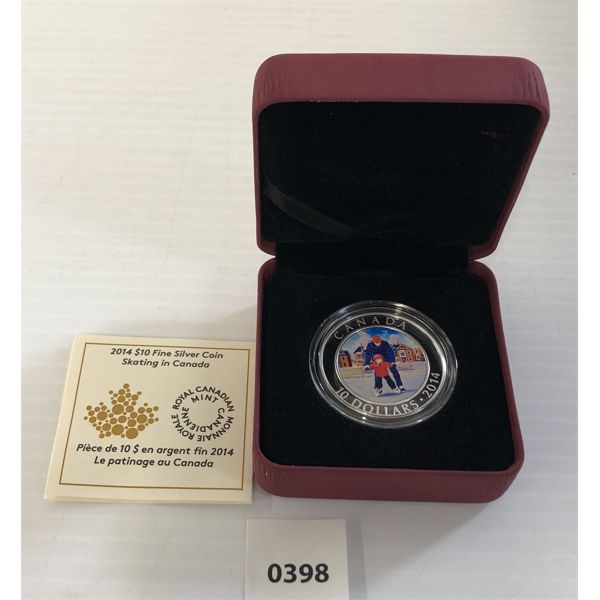 2014 $10 Fine Silver Coin
Skating in Canada
ROYAL CANADIAN MINT
MONNAIE ROYALE CANADIENNE
Pièce de 10 $ en argent fin 2014
Le patinage au Canada
CANADA
10 DOLLARS • 2014
0398